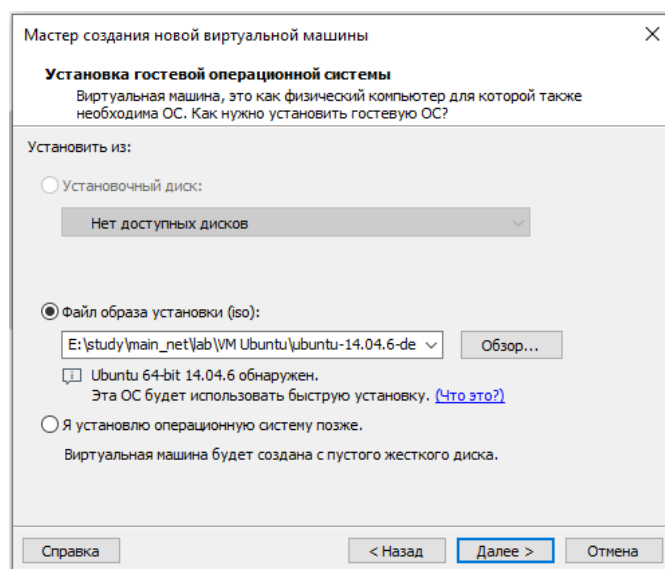 Мастер создания новой виртуальной машины
Установка гостевой операционной системы
Виртуальная машина, это как физический компьютер для которой также
необходима ОС. Как нужно установить гостевую ОС?
Установить из:
Установочный диск:
Нет доступных дисков
Файл образа установки (iso):
E:\study\main_net\lab\VM Ubuntu\ubuntu-14.04.6-de
Обзор...
Ubuntu 64-bit 14.04.6 обнаружен.
Эта ОС будет использовать быструю установку. (Что это?)
Я установлю операционную систему позже.
Виртуальная машина будет создана с пустого жесткого диска.
Справка
< Назад
Далее >
Отмена